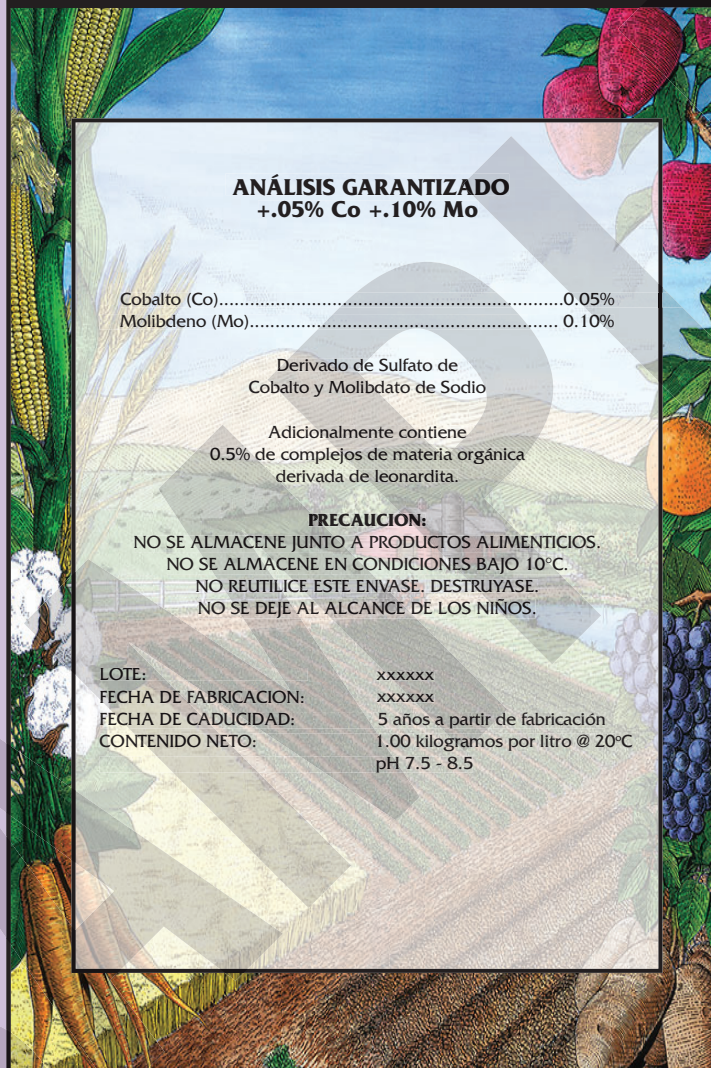 ANÁLISIS GARANTIZADO
+.05% Co +.10% Mo
Cobalto (Co)....................................................................0.05%
Molibdeno (Mo)............................................................. 0.10%
Derivado de Sulfato de
Cobalto y Molibdato de Sodio
Adicionalmente contiene
0.5% de complejos de materia orgánica
derivada de leonardita.
PRECAUCION:
NO SE ALMACENE JUNTO A PRODUCTOS ALIMENTICIOS.
NO SE ALMACENE EN CONDICIONES BAJO 10°C.
NO REUTILICE ESTE ENVASE. DESTRUYASE.
NO SE DEJE AL ALCANCE DE LOS NIÑOS.
LOTE: xxxxxx
FECHA DE FABRICACION: xxxxxx
FECHA DE CADUCIDAD: 5 años a partir de fabricación
CONTENIDO NETO: 1.00 kilogramos por litro @ 20°C
pH 7.5 - 8.5